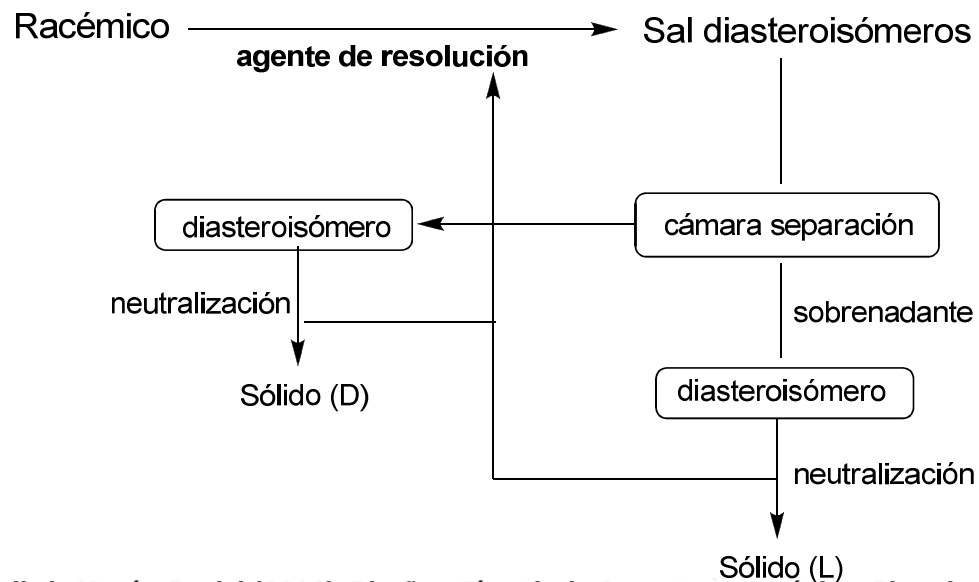 Racémico
agente de resolución
Sal diasteroisómeros
diasteroisómero
cámara separación
neutralización
sobrenadante
Sólido (D)
diasteroisómero
neutralización
Sólido (L)